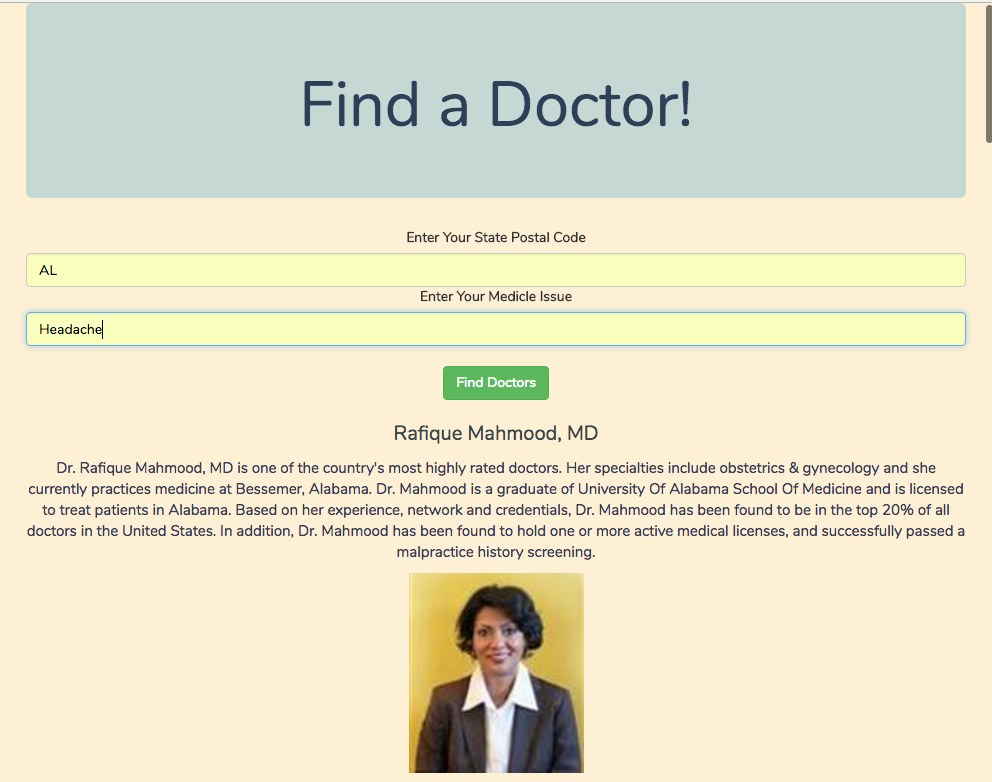 Find a Doctor!
Enter Your State Postal Code
AL
Enter Your Medicle Issue
Headache
Find Doctors
Rafique Mahmood, MD
Dr. Rafique Mahmood, MD is one of the country's most highly rated doctors. Her specialties include obstetrics & gynecology and she
currently practices medicine at Bessemer, Alabama. Dr. Mahmood is a graduate of University Of Alabama School Of Medicine and is licensed
to treat patients in Alabama. Based on her experience, network and credentials, Dr. Mahmood has been found to be in the top 20% of all
doctors in the United States. In addition, Dr. Mahmood has been found to hold one or more active medical licenses, and successfully passed a
malpractice history screening.